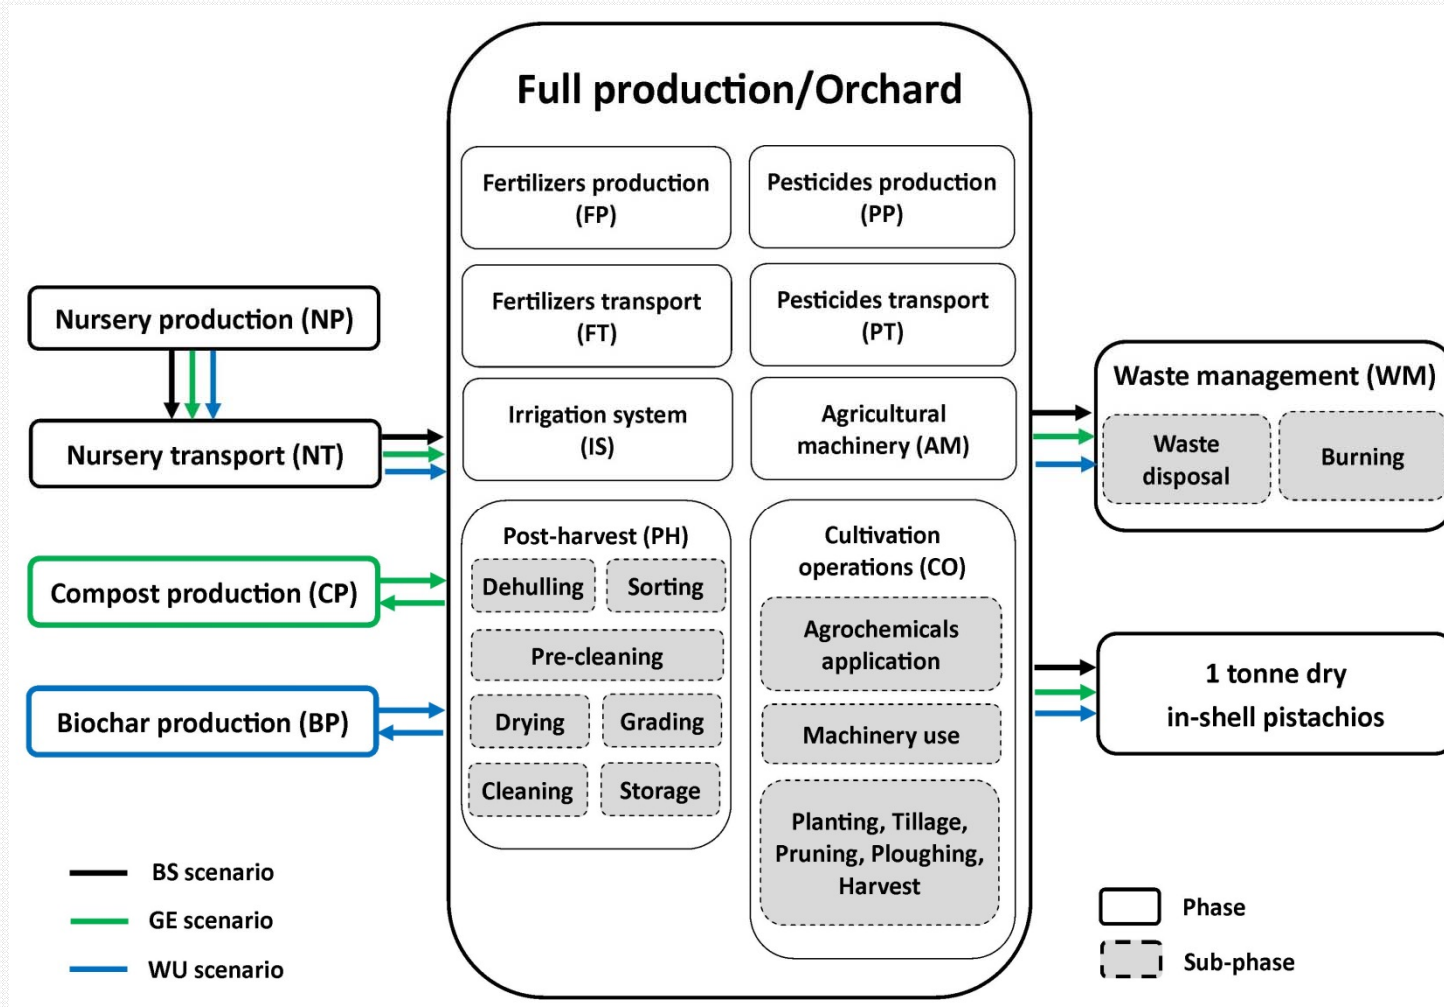 Full production/Orchard
Fertilizers production
(FP)
Pesticides production
(PP)
Fertilizers transport
(FT)
Pesticides transport
(PT)
Irrigation system
(IS)
Agricultural
machinery (AM)
Post-harvest (PH)
Dehulling
Sorting
Pre-cleaning
Drying
Grading
Cleaning
Storage
Cultivation
operations (CO)
Agrochemicals
application
Machinery use
Planting, Tillage,
Pruning, Ploughing,
Harvest
Nursery production (NP)
Nursery transport (NT)
Compost production (CP)
Biochar production (BP)
Waste management (WM)
Waste
disposal
Burning
1 tonne dry
in-shell pistachios
BS scenario
GE scenario
WU scenario
Phase
Sub-phase